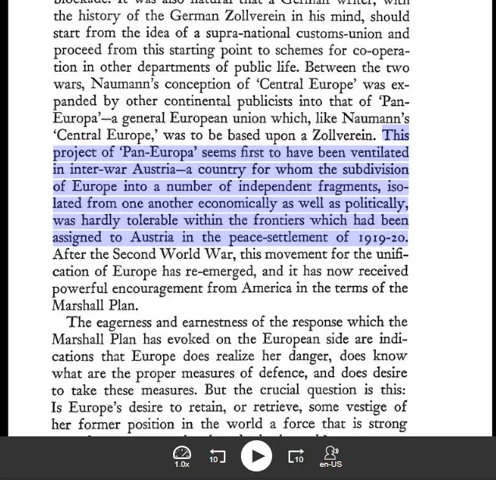 blockade. It was also natural that a German writer, with
the history of the German Zollverein in his mind, should
start from the idea of a supra-national customs-union and
proceed from this starting point to schemes for co-opera-
tion in other departments of public life. Between the two
wars, Naumann's conception of 'Central Europe' was ex-
panded by other continental publicists into that of 'Pan-
Europa'—a general European union which, like Naumann's
'Central Europe,' was to be based upon a Zollverein. This
project of 'Pan-Europa' seems first to have been ventilated
in inter-war Austria—a country for whom the subdivision
of Europe into a number of independent fragments, iso-
lated from one another economically as well as politically,
was hardly tolerable within the frontiers which had been
assigned to Austria in the peace-settlement of 1919-20.
After the Second World War, this movement for the unifi-
cation of Europe has re-emerged, and it has now received
powerful encouragement from America in the terms of the
Marshall Plan.
The eagerness and earnestness of the response which the
Marshall Plan has evoked on the European side are indi-
cations that Europe does realize her danger, does know
what are the proper measures of defence, and does desire
to take these measures. But the crucial question is this:
Is Europe's desire to retain, or retrieve, some vestige of
her former position in the world a force that is strong
1.0x
10
10
en-US